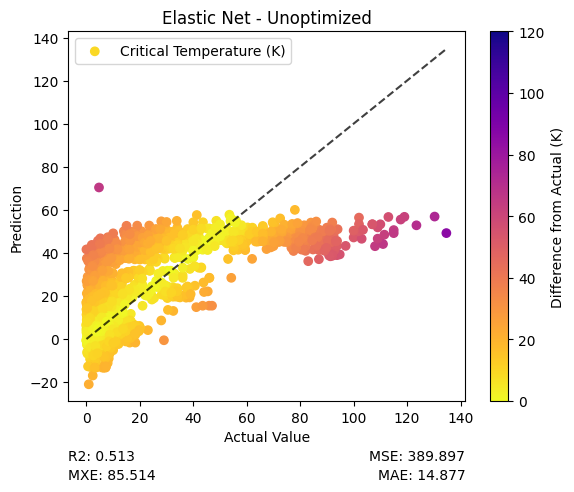 Elastic Net - Unoptimized
Critical Temperature (K)
140
120
100
80
60
40
20
0
−20
Prediction
0
20
40
60
80
100
120
140
Actual Value
120
100
80
60
40
20
0
Difference from Actual (K)
R2: 0.513
MSE: 389.897
MXE: 85.514
MAE: 14.877